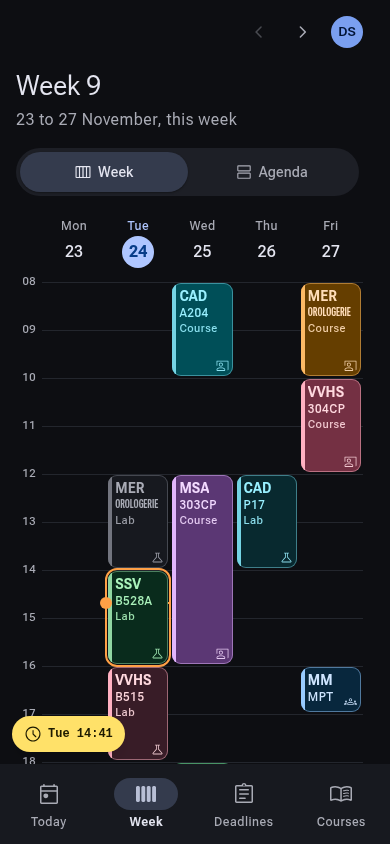 DS
Week 9
23 to 27 November, this week
Week
Agenda
Mon
Tue
Wed
Thu
Fri
23
24
25
26
27
08
09
10
11
12
13
14
15
16
17
18
MER
OROLOGERIE
Lab
SSV
B528A
Lab
VVHS
B515
Lab
CAD
A204
Course
MSA
303CP
Course
CAD
P17
Lab
MER
OROLOGERIE
Course
VVHS
304CP
Course
MM
MPT
Tue 14:41
Today
Week
Deadlines
Courses